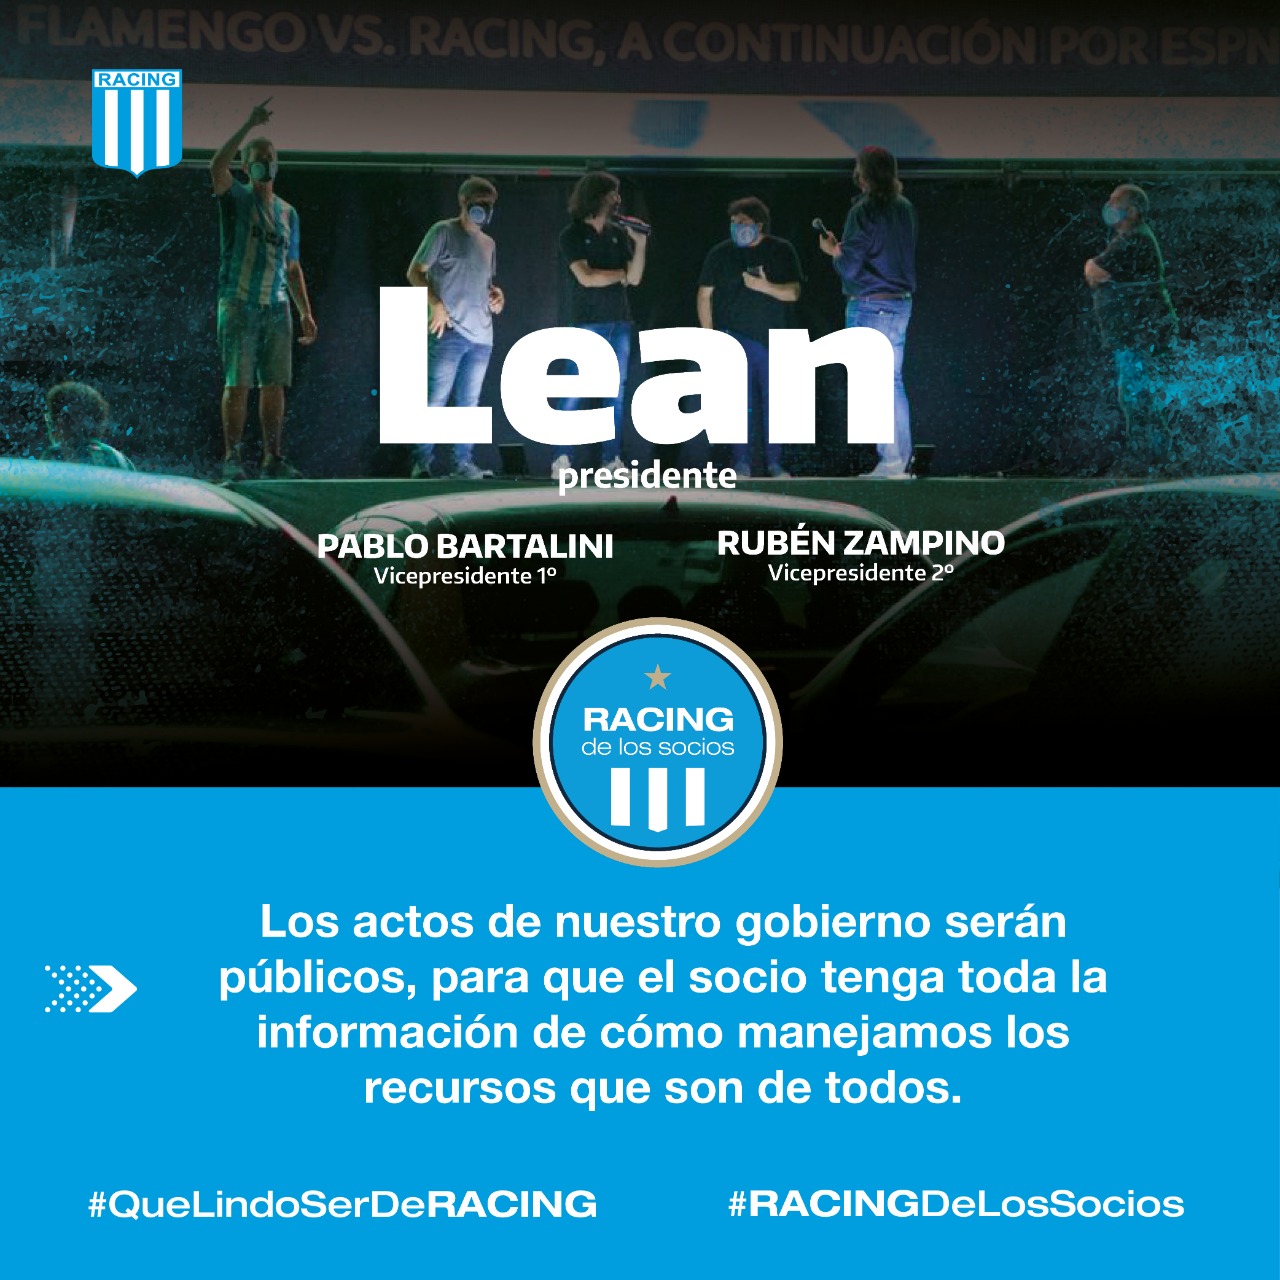 FLAMENGO VS. RACING, A CONTINUACIÓN POR ESPN
RACING
Lean
presidente
PABLO BARTALINI
Vicepresidente 1º
RUBÉN ZAMPINO
Vicepresidente 2º
RACING
de los socios
Los actos de nuestro gobierno serán
públicos, para que el socio tenga toda la
información de cómo manejamos los
recursos que son de todos.
#QueLindoSerDeRACING
#RACINGDeLosSocios